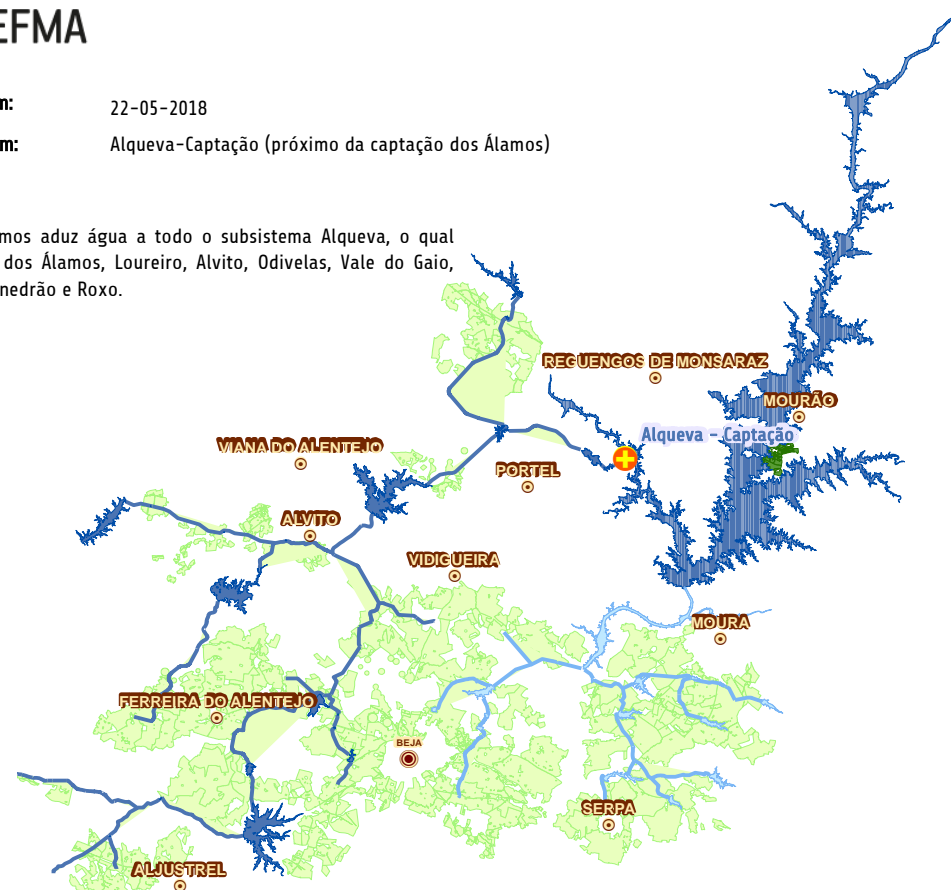 EFMA
m:
22-05-2018
m:
Alqueva-Captação (próximo da captação dos Álamos)
mos aduz água a todo o subsistema Alqueva, o qual
dos Álamos, Loureiro, Alvito, Odivelas, Vale do Gaio,
nedrão e Roxo.
REGUENGOS DE MONSARAZ
MOURÃO
Alqueva - Captação
VIANA DO ALENTEJO
PORTEL
ALVITO
VIDIGUEIRA
MOURA
FERREIRA DO ALENTEJO
BEJA
SERPA
ALJUSTREL